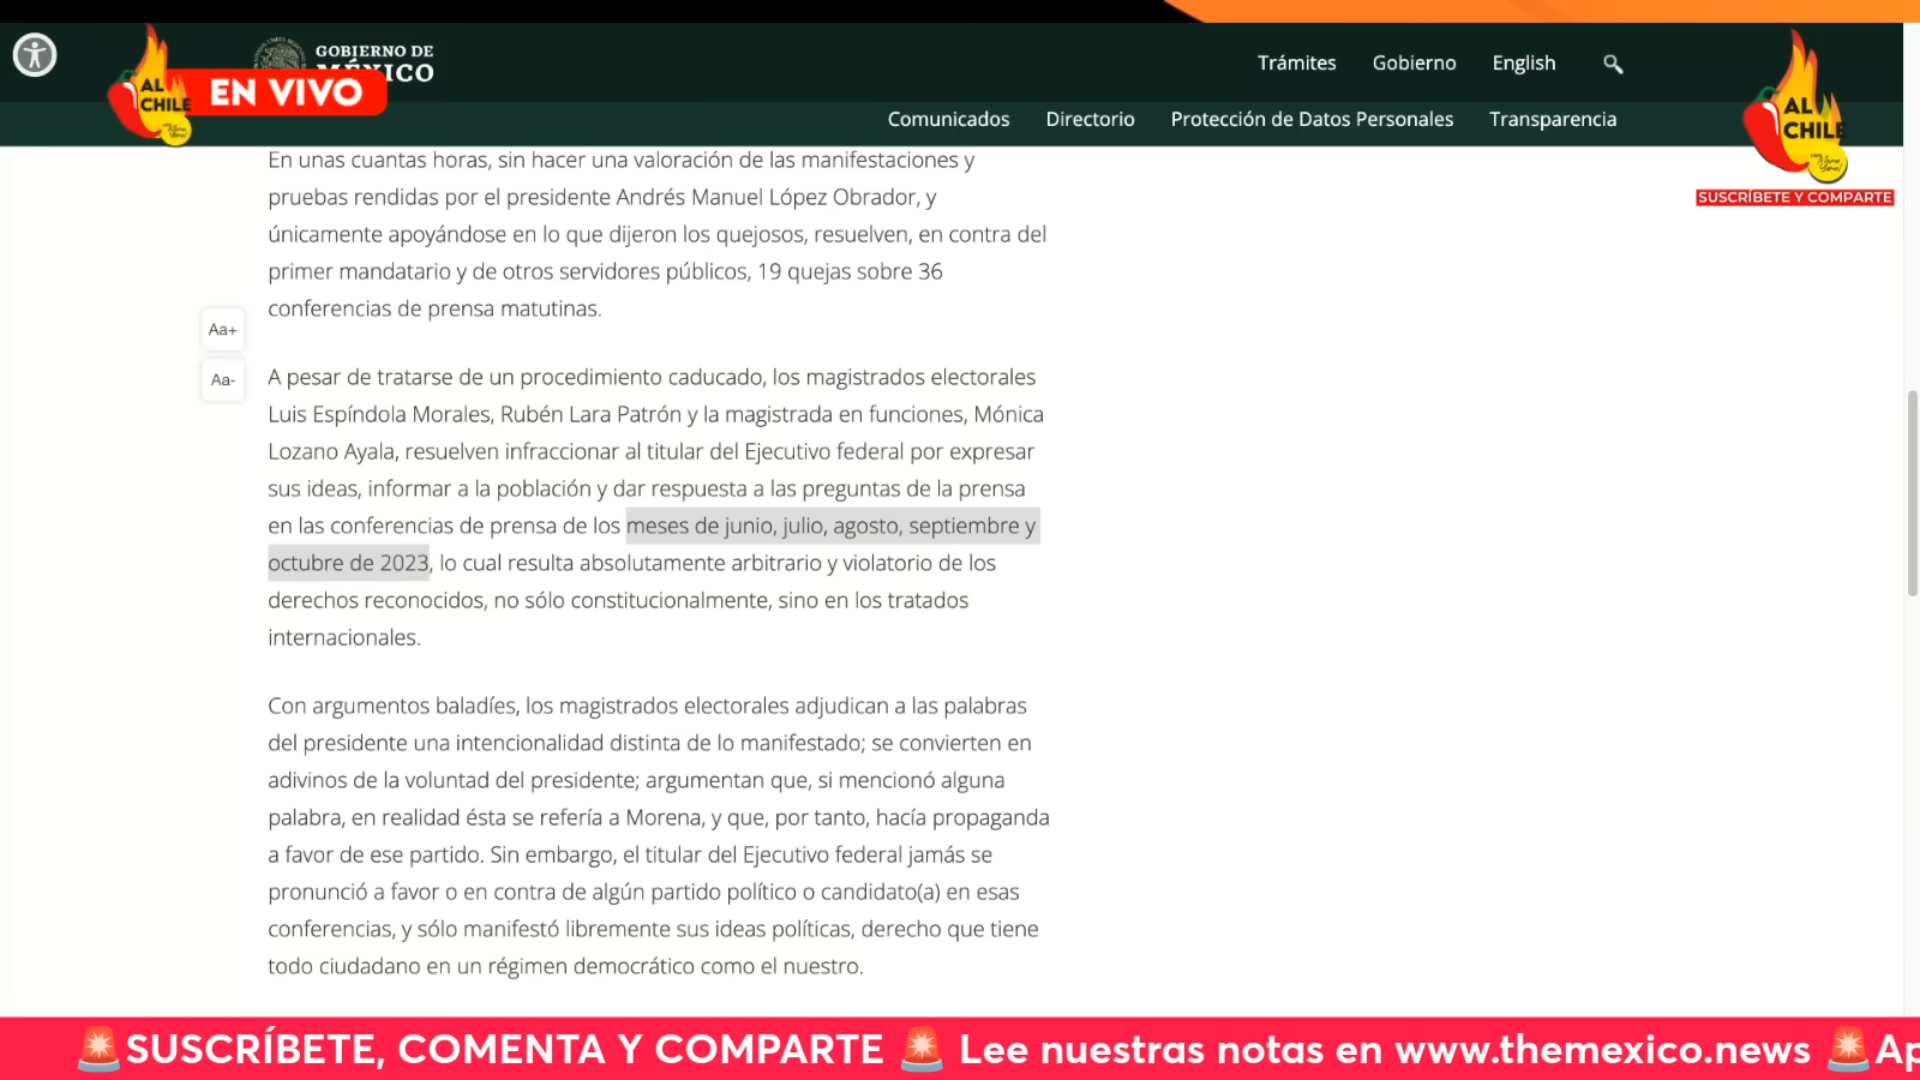 GOBIERNO DE
MÉXICO
AL
CHILE
EN VIVO
Trámites
Gobierno
English
Comunicados
Directorio
Protección de Datos Personales
Transparencia
AL
CHILE
SUSCRÍBETE Y COMPARTE
En unas cuantas horas, sin hacer una valoración de las manifestaciones y
pruebas rendidas por el presidente Andrés Manuel López Obrador, y
únicamente apoyándose en lo que dijeron los quejosos, resuelven, en contra del
primer mandatario y de otros servidores públicos, 19 quejas sobre 36
conferencias de prensa matutinas.
Aa+
Aa-
A pesar de tratarse de un procedimiento caducado, los magistrados electorales
Luis Espíndola Morales, Rubén Lara Patrón y la magistrada en funciones, Mónica
Lozano Ayala, resuelven infraccionar al titular del Ejecutivo federal por expresar
sus ideas, informar a la población y dar respuesta a las preguntas de la prensa
en las conferencias de prensa de los meses de junio, julio, agosto, septiembre y
octubre de 2023, lo cual resulta absolutamente arbitrario y violatorio de los
derechos reconocidos, no sólo constitucionalmente, sino en los tratados
internacionales.
Con argumentos baladíes, los magistrados electorales adjudican a las palabras
del presidente una intencionalidad distinta de lo manifestado; se convierten en
adivinos de la voluntad del presidente; argumentan que, si mencionó alguna
palabra, en realidad ésta se refería a Morena, y que, por tanto, hacía propaganda
a favor de ese partido. Sin embargo, el titular del Ejecutivo federal jamás se
pronunció a favor o en contra de algún partido político o candidato(a) en esas
conferencias, y sólo manifestó libremente sus ideas políticas, derecho que tiene
todo ciudadano en un régimen democrático como el nuestro.
🚨SUSCRÍBETE, COMENTA Y COMPARTE 🚨 Lee nuestras notas en www.themexico.news 🚨Ap